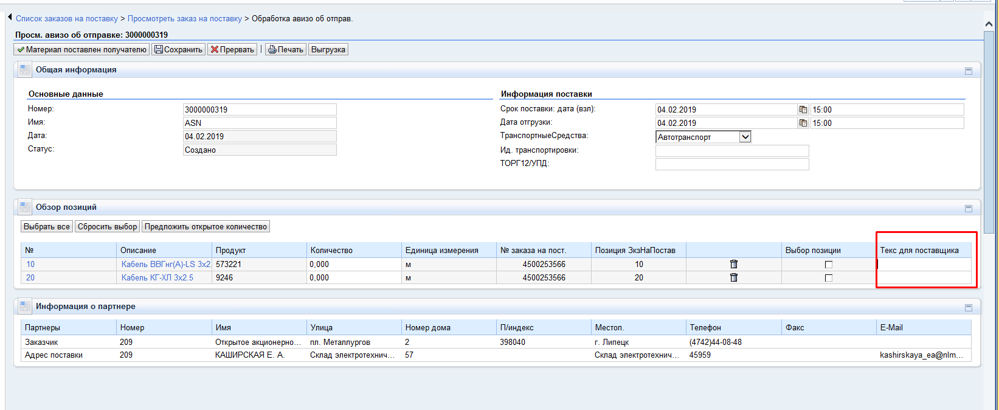 Список заказов на поставку > Просмотреть заказ на поставку > Обработка авизо об отправ.
Просм. авизо об отправке: 3000000319
Материал поставлен получателю Сохранить Прервать | Печать Выгрузка
Общая информация
Основные данные
Номер: 3000000319
Имя: ASN
Дата: 04.02.2019
Статус: Создано
Информация поставки
Срок поставки: дата (взл): 04.02.2019 15:00
Дата отгрузки: 04.02.2019 15:00
ТранспортныеСредства: Автотранспорт
Ид. транспортировки:
ТОРГ12/УПД:
Обзор позиций
Выбрать все Сбросить выбор Предложить открытое количество
№ Описание Продукт Количество Единица измерения № заказа на пост. Позиция ЗкзНаПостав Выбор позиции Текс для поставщика
10 Кабель ВВГнг(А)-LS 3х2. 573221 0,000 м 4500253566 10
20 Кабель КГ-ХЛ 3х2.5 9246 0,000 м 4500253566 20
Информация о партнере
Партнеры Номер Имя Улица Номер дома П/индекс Местоп. Телефон Факс E-Mail
Заказчик 209 Открытое акционерно... пл. Металлургов 2 398040 г. Липецк (4742)44-08-48
Адрес поставки 209 КАШИРСКАЯ Е. А. Склад электротехнич... 57 Склад электротехнич... 45959 kashirskaya_ea@nlm...